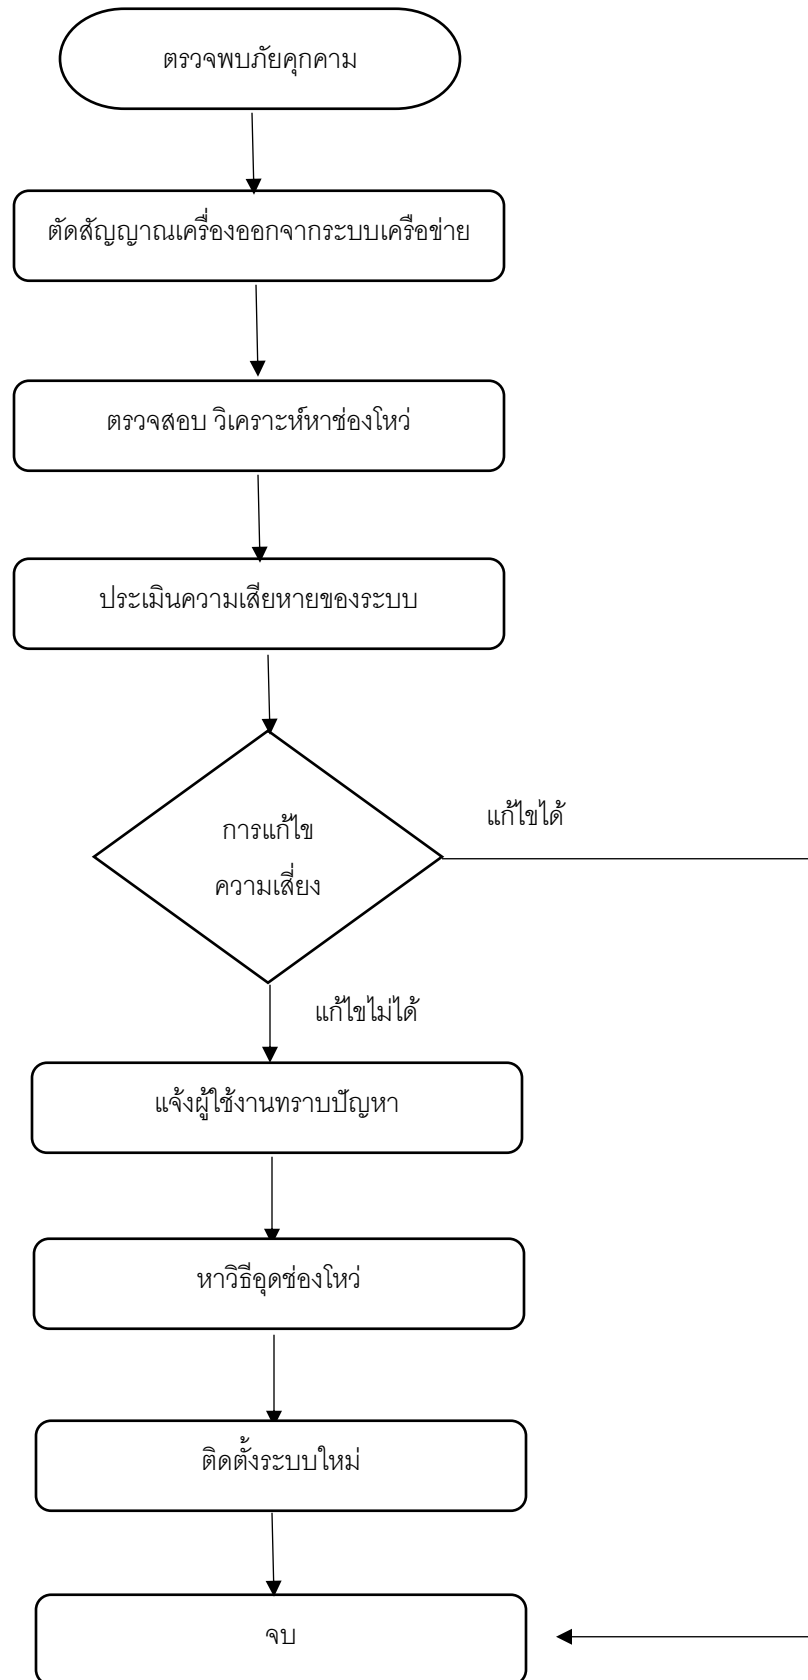 ตรวจพบภัยคุกคาม
ตัดสัญญาณเครื่องออกจากระบบเครือข่าย
ตรวจสอบ วิเคราะห์หาช่องโหว่
ประเมินความเสียหายของระบบ
การแก้ไข
ความเสี่ยง
แก้ไขได้
แก้ไขไม่ได้
แจ้งผู้ใช้งานทราบปัญหา
หาวิธีอุดช่องโหว่
ติดตั้งระบบใหม่
จบ